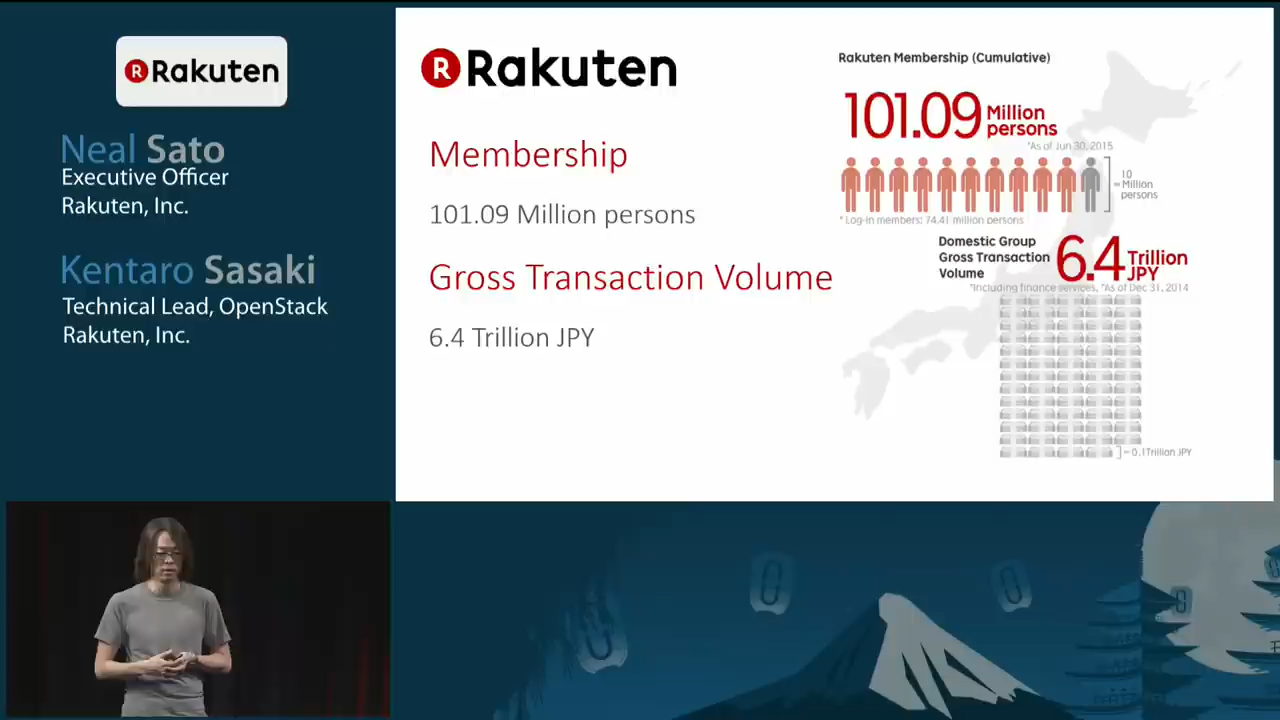 Rakuten
Neal Sato
Executive Officer
Rakuten, Inc.
Kentaro Sasaki
Technical Lead, OpenStack
Rakuten, Inc.
Rakuten
Membership
101.09 Million persons
Gross Transaction Volume
6.4 Trillion JPY
Rakuten Membership (Cumulative)
101.09 Million persons
*As of Jun 30, 2015
10
= Million
persons
* Log-in members: 74.41 million persons
Domestic Group
Gross Transaction
Volume
6.4 Trillion JPY
*Including finance services, *As of Dec 31, 2014
= 0.1Trillion JPY